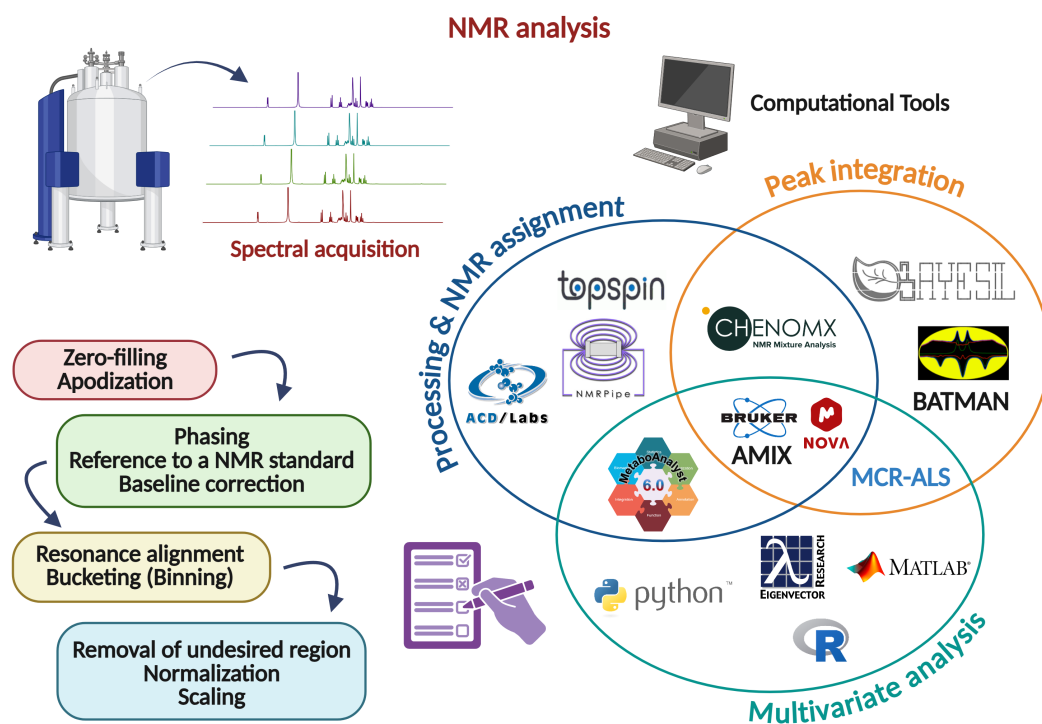 NMR analysis
Computational Tools
Spectral acquisition
Zero-filling
Apodization
Phasing
Reference to a NMR standard
Baseline correction
Resonance alignment
Bucketing (Binning)
Removal of undesired region
Normalization
Scaling
Processing & NMR assignment
Peak integration
Multivariate analysis
topspin
NMRPipe
ACD/Labs
CHENOMX
NMR Mixture Analysis
BAYESIL
BATMAN
BRUKER
AMIX
NOVA
MCR-ALS
MetaboAnalyst
6.0
python™
EIGENVECTOR
RESEARCH
MATLAB®
R